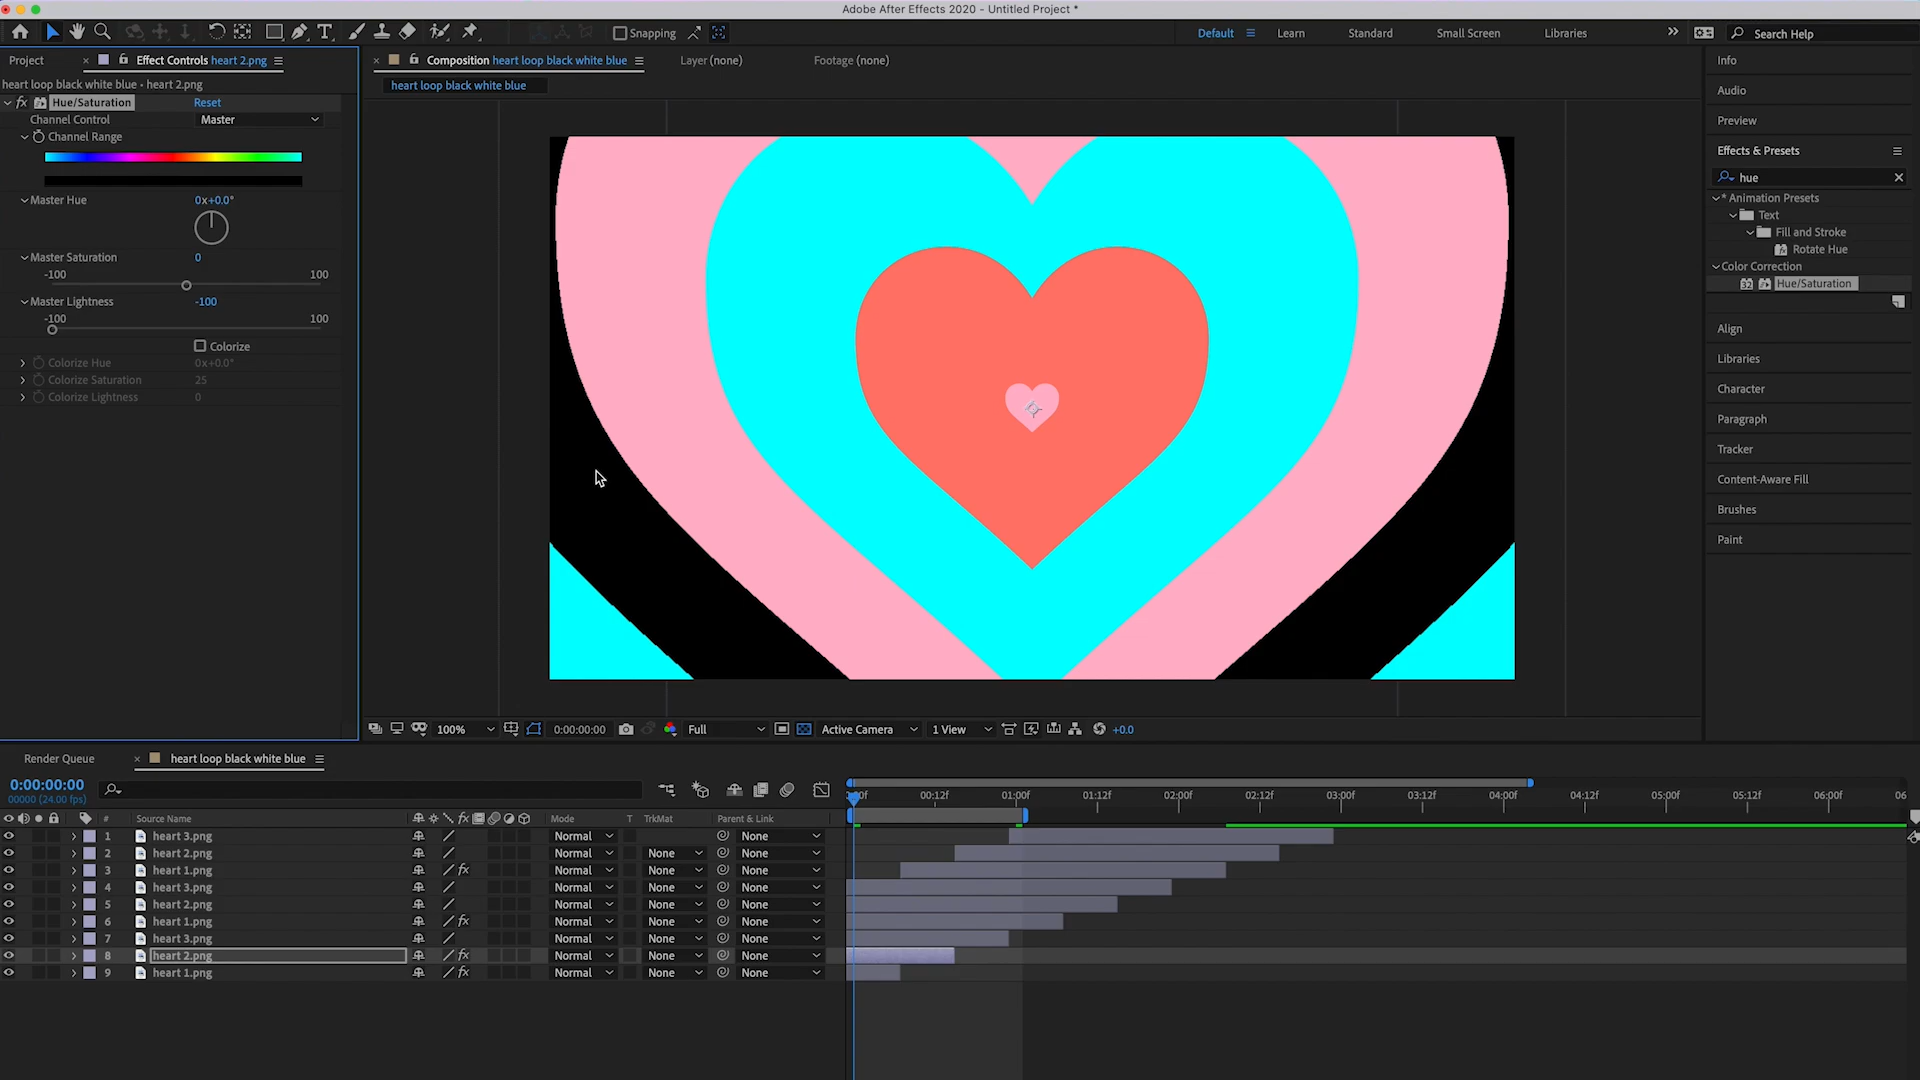 Adobe After Effects 2020 - Untitled Project *
Snapping
Default
Learn
Standard
Small Screen
Libraries
Search Help
Project
Effect Controls heart 2.png
Composition heart loop black white blue
Layer (none)
Footage (none)
heart loop black white blue • heart 2.png
heart loop black white blue
fx Hue/Saturation Reset
Channel Control Master
Channel Range
Master Hue 0x+0.0°
Master Saturation 0
-100 100
Master Lightness -100
-100 100
Colorize
Colorize Hue 0x+0.0°
Colorize Saturation 25
Colorize Lightness 0
Info
Audio
Preview
Effects & Presets
hue
* Animation Presets
Text
Fill and Stroke
Rotate Hue
Color Correction
32 Hue/Saturation
Align
Libraries
Character
Paragraph
Tracker
Content-Aware Fill
Brushes
Paint
100% 0:00:00:00 Full Active Camera 1 View +0.0
Render Queue
heart loop black white blue
0:00:00:00
00000 (24.00 fps)
00:12f 01:00f 01:12f 02:00f 02:12f 03:00f 03:12f 04:00f 04:12f 05:00f 05:12f 06:00f 06
# Source Name fx Mode T TrkMat Parent & Link
1 heart 3.png Normal None
2 heart 2.png Normal None None
3 heart 1.png fx Normal None None
4 heart 3.png Normal None None
5 heart 2.png Normal None None
6 heart 1.png fx Normal None None
7 heart 3.png Normal None None
8 heart 2.png fx Normal None None
9 heart 1.png fx Normal None None